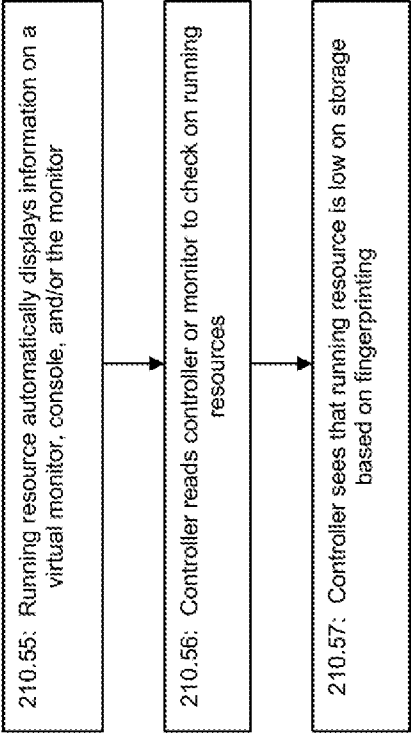 210.55: Running resource automatically displays information on a
virtual monitor, console, and/or the monitor
210.56: Controller reads controller or monitor to check on running
resources
210.57: Controller sees that running resource is low on storage
based on fingerprinting